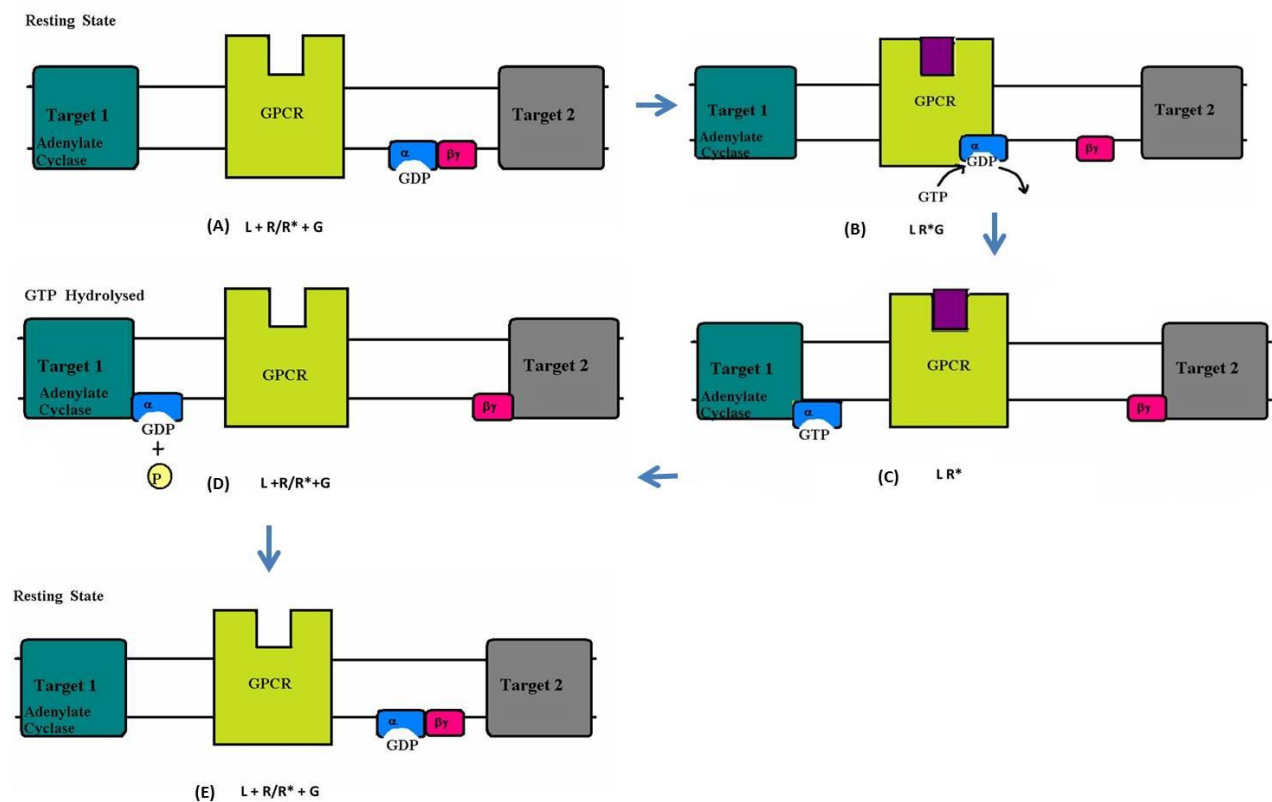 Resting State
Target 1
Adenylate
Cyclase
GPCR
α
βγ
GDP
Target 2
(A) L + R/R* + G
Target 1
Adenylate
Cyclase
GPCR
α
GDP
βγ
GTP
Target 2
(B) L R*G
GTP Hydrolysed
Target 1
Adenylate
Cyclase
α
GDP
+
P
GPCR
βγ
Target 2
(D) L +R/R*+G
Target 1
Adenylate
Cyclase
α
GTP
GPCR
βγ
Target 2
(C) L R*
Resting State
Target 1
Adenylate
Cyclase
GPCR
α
βγ
GDP
Target 2
(E) L + R/R* + G